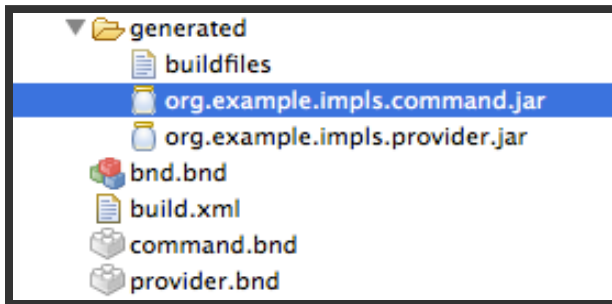 generated
buildfiles
org.example.impls.command.jar
org.example.impls.provider.jar
bnd.bnd
build.xml
command.bnd
provider.bnd